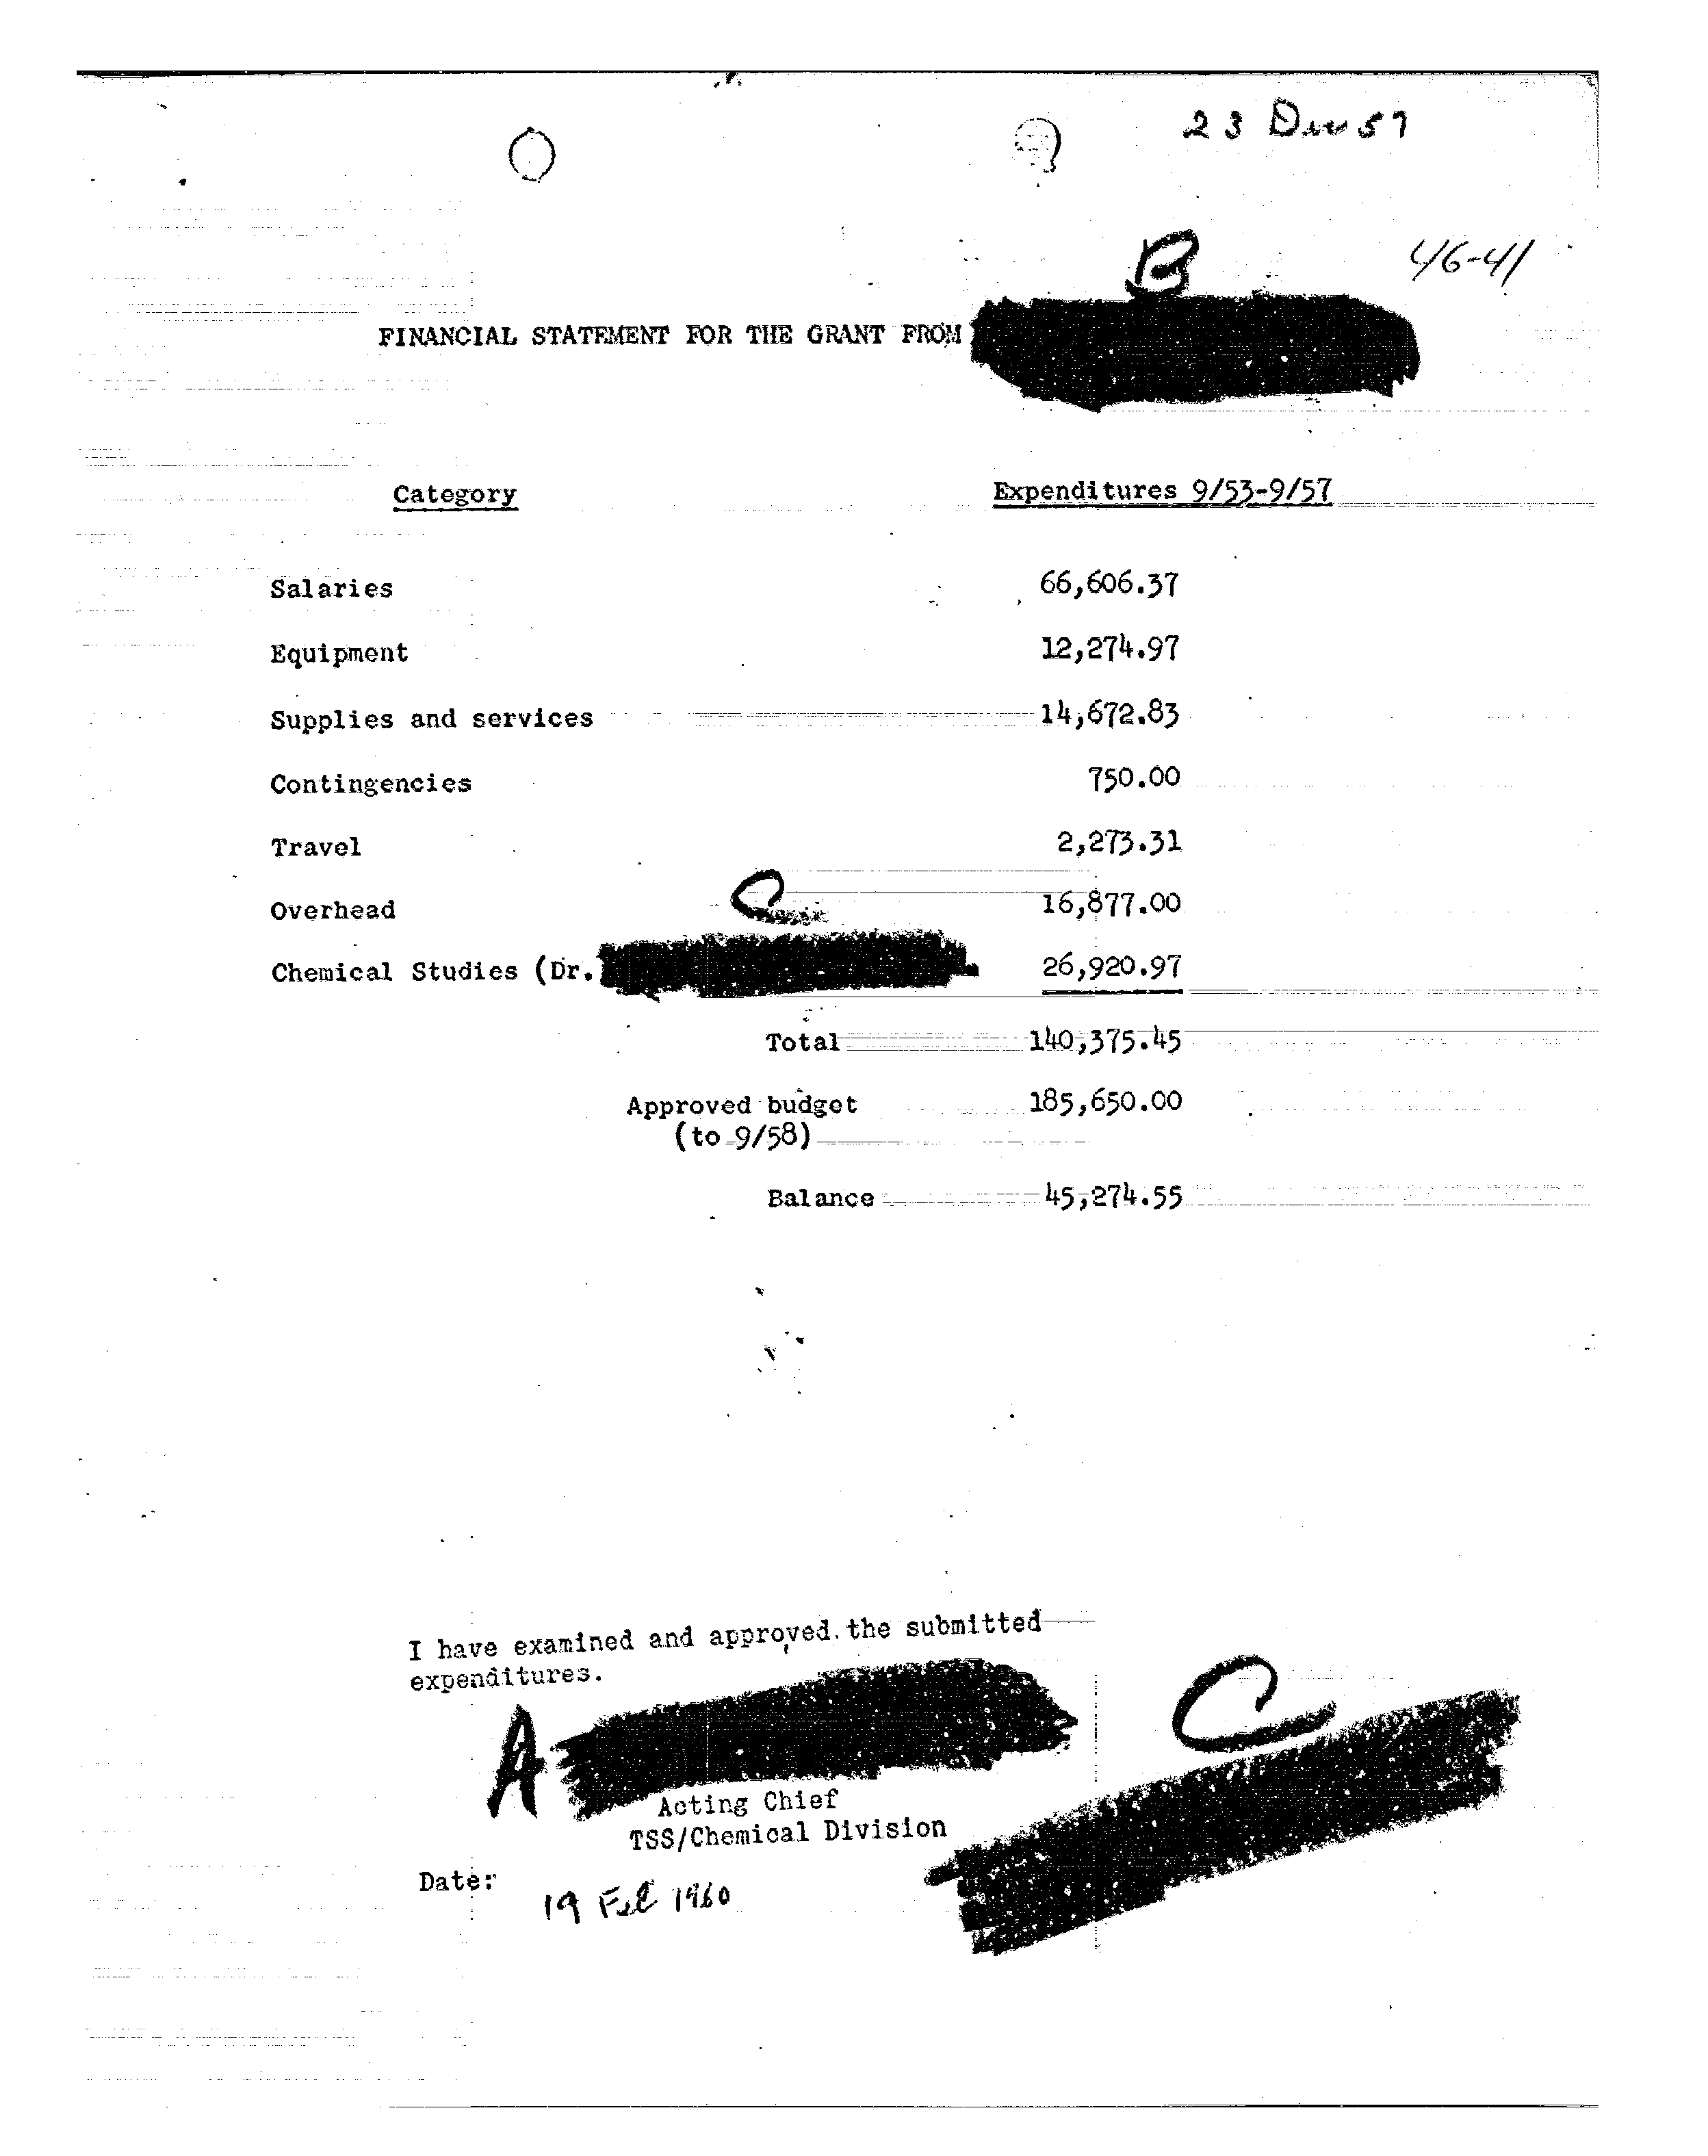 23 Dec 57
B
46-41
FINANCIAL STATEMENT FOR THE GRANT FROM
Category Expenditures 9/53-9/57
Salaries 66,606.37
Equipment 12,274.97
Supplies and services 14,672.83
Contingencies 750.00
Travel 2,273.31
Overhead 16,877.00
C
Chemical Studies (Dr. 26,920.97
Total 140,375.45
Approved budget 185,650.00
(to 9/58)
Balance 45,274.55
I have examined and approved the submitted
expenditures.
A
C
Acting Chief
TSS/Chemical Division
Date:
19 Feb 1960